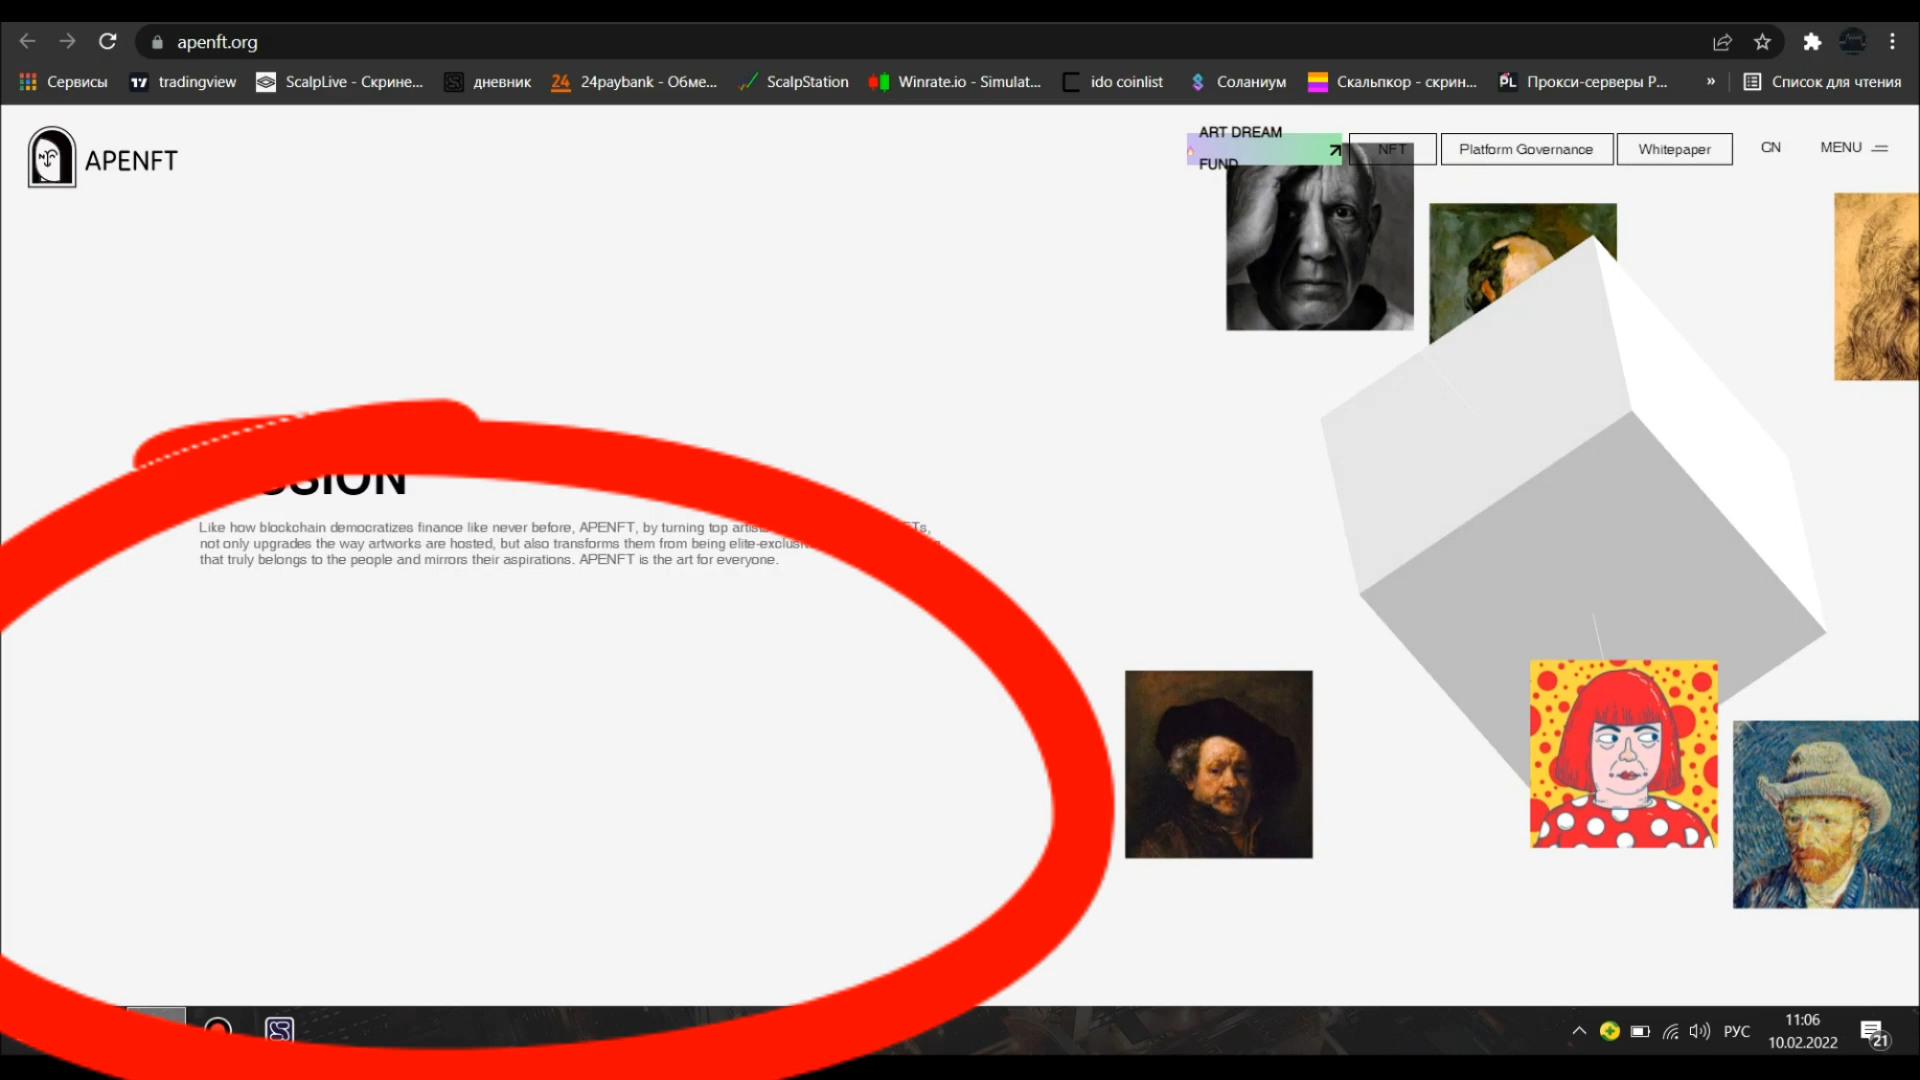 apenft.org
Сервисы
tradingview
ScalpLive - Скрине...
дневник
24paybank - Обме...
ScalpStation
Winrate.io - Simulat...
ido coinlist
Соланиум
Скальпкор - скрин...
Прокси-серверы P...
»
Список для чтения
APENFT
ART DREAM
FUND
NFT
Platform Governance
Whitepaper
CN
MENU
SSION
Like how blockchain democratizes finance like never before, APENFT, by turning top
not only upgrades the way artworks are hosted, but also transforms them from being
that truly belongs to the people and mirrors their aspirations. APENFT is the art for everyone.
РУС
11:06
10.02.2022
21